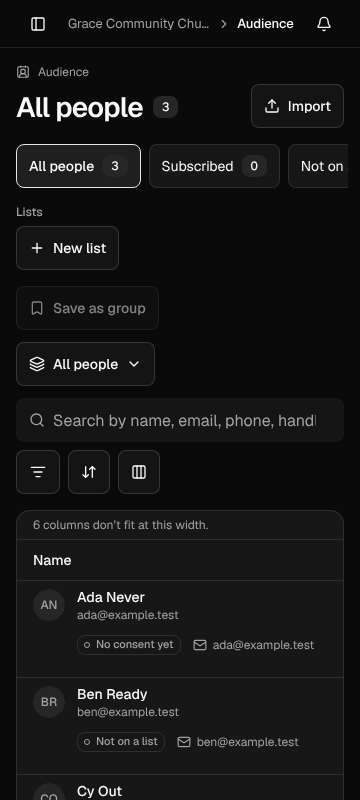 Grace Community Chu... > Audience
Audience
All people 3
Import
All people 3
Subscribed 0
Not on
Lists
+ New list
Save as group
All people
Search by name, email, phone, handl
6 columns don't fit at this width.
Name
AN
Ada Never
ada@example.test
No consent yet
ada@example.test
BR
Ben Ready
ben@example.test
Not on a list
ben@example.test
CO
Cy Out